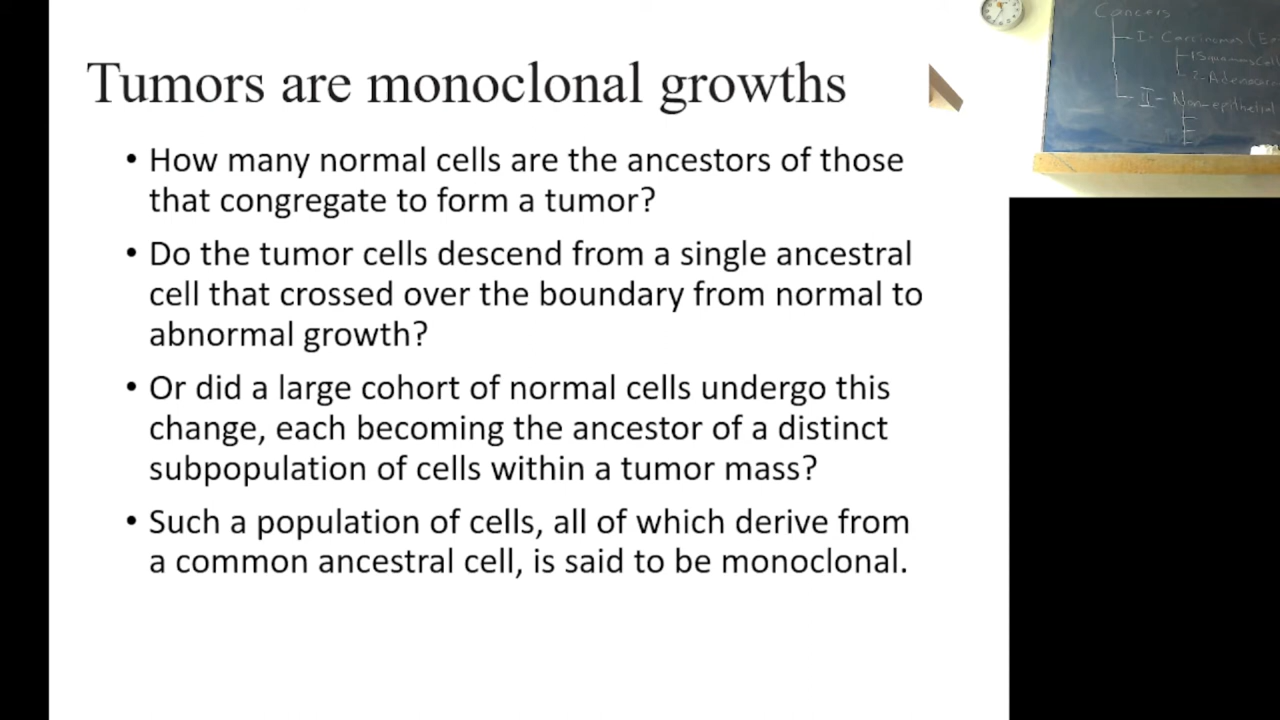 Tumors are monoclonal growths
• How many normal cells are the ancestors of those
that congregate to form a tumor?
• Do the tumor cells descend from a single ancestral
cell that crossed over the boundary from normal to
abnormal growth?
• Or did a large cohort of normal cells undergo this
change, each becoming the ancestor of a distinct
subpopulation of cells within a tumor mass?
• Such a population of cells, all of which derive from
a common ancestral cell, is said to be monoclonal.
Cancers
I- Carcinomas (
1 Squamous Cell
2-
II- Non-epithelial